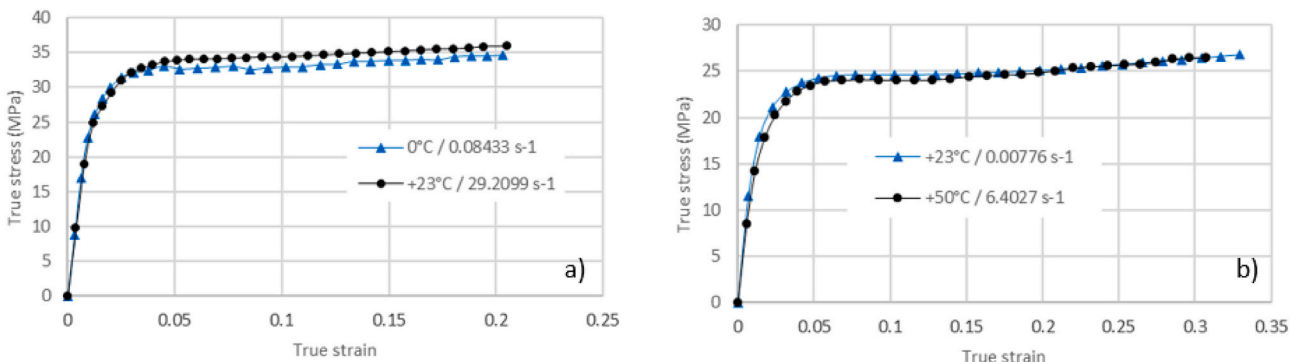 40
35
30
25
20
15
10
5
0
True stress (MPa)
0°C / 0.08433 s-1
+23°C / 29.2099 s-1
a)
0 0.05 0.1 0.15 0.2 0.25
True strain
30
25
20
15
10
5
0
True stress (MPa)
+23°C / 0.00776 s-1
+50°C / 6.4027 s-1
b)
0 0.05 0.1 0.15 0.2 0.25 0.3 0.35
True strain